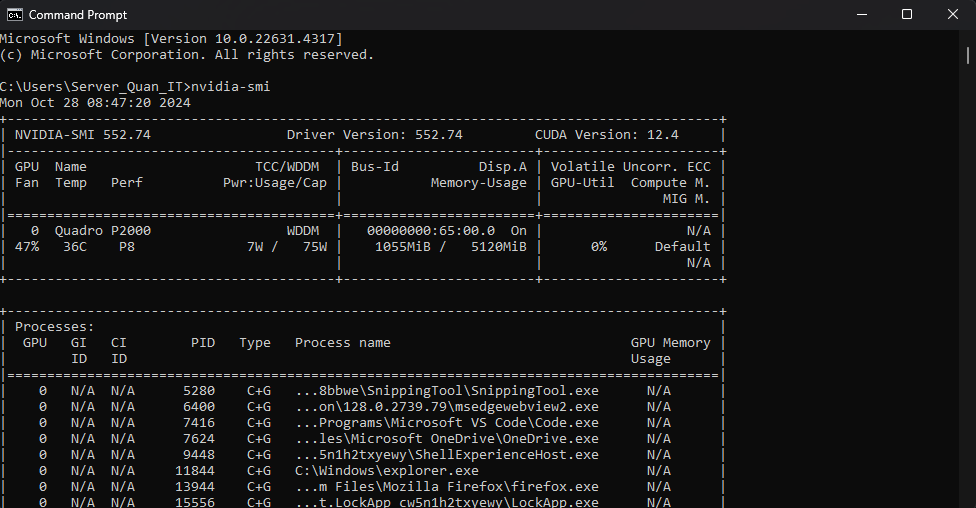 Command Prompt
Microsoft Windows [Version 10.0.22631.4317]
(c) Microsoft Corporation. All rights reserved.

C:\Users\Server_Quan_IT>nvidia-smi
Mon Oct 28 08:47:20 2024
+-----------------------------------------------------------------------------------------+
| NVIDIA-SMI 552.74                 Driver Version: 552.74         CUDA Version: 12.4     |
|-----------------------------------------+------------------------+----------------------+
| GPU  Name                     TCC/WDDM  | Bus-Id          Disp.A | Volatile Uncorr. ECC |
| Fan  Temp   Perf          Pwr:Usage/Cap |           Memory-Usage | GPU-Util  Compute M. |
|                                         |                        |               MIG M. |
|=========================================+========================+======================|
|   0  Quadro P2000                 WDDM  |   00000000:65:00.0  On |                  N/A |
| 47%   36C    P8              7W /   75W |    1055MiB /   5120MiB |      0%      Default |
|                                         |                        |                  N/A |
+-----------------------------------------+------------------------+----------------------+

+-----------------------------------------------------------------------------------------+
| Processes:                                                                              |
|  GPU   GI   CI        PID   Type   Process name                              GPU Memory |
|        ID   ID                                                               Usage      |
|=========================================================================================|
|    0   N/A  N/A      5280    C+G   ...8bbwe\SnippingTool\SnippingTool.exe      N/A      |
|    0   N/A  N/A      6400    C+G   ...on\128.0.2739.79\msedgewebview2.exe      N/A      |
|    0   N/A  N/A      7416    C+G   ...Programs\Microsoft VS Code\Code.exe      N/A      |
|    0   N/A  N/A      7624    C+G   ...les\Microsoft OneDrive\OneDrive.exe      N/A      |
|    0   N/A  N/A      9448    C+G   ...5n1h2txyewy\ShellExperienceHost.exe      N/A      |
|    0   N/A  N/A     11844    C+G   C:\Windows\explorer.exe                     N/A      |
|    0   N/A  N/A     13944    C+G   ...m Files\Mozilla Firefox\firefox.exe      N/A      |
|    0   N/A  N/A     15556    C+G   ...t.LockApp_cw5n1h2txyewy\LockApp.exe      N/A      |